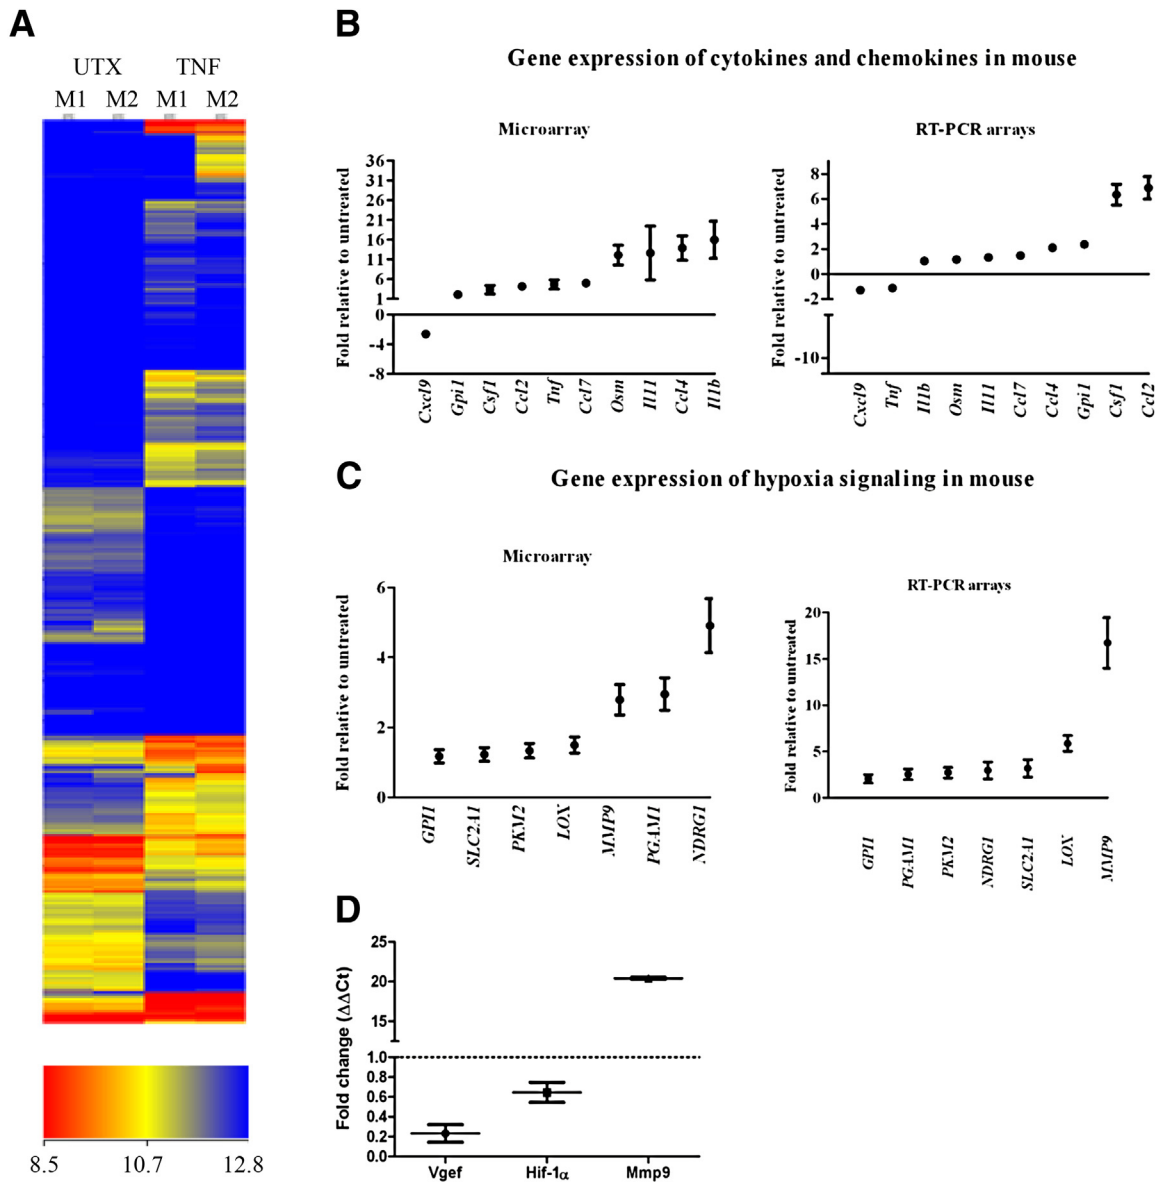 A
UTX TNF
M1 M2 M1 M2
8.5 10.7 12.8
B
Gene expression of cytokines and chemokines in mouse
Microarray
Fold relative to untreated
36
31
26
21
16
11
6
1
0
-4
-8
Cxcl9 Gpi1 Csf1 Ccl2 Tnf Ccl7 Osm Il11 Ccl4 Il1b
RT-PCR arrays
Fold relative to untreated
8
6
4
2
0
-2
-10
Cxcl9 Tnf Il1b Osm Il11 Ccl7 Ccl4 Gpi1 Csf1 Ccl2
C
Gene expression of hypoxia signaling in mouse
Microarray
Fold relative to untreated
6
4
2
0
GPI1 SLC2A1 PKM2 LOX MMP9 PGAM1 NDRG1
RT-PCR arrays
Fold relative to untreated
20
15
10
5
0
GPI1 PGAM1 PKM2 NDRG1 SLC2A1 LOX MMP9
D
Fold change (ΔΔCt)
25
20
15
1.0
0.8
0.6
0.4
0.2
0.0
Vgef Hif-1α Mmp9